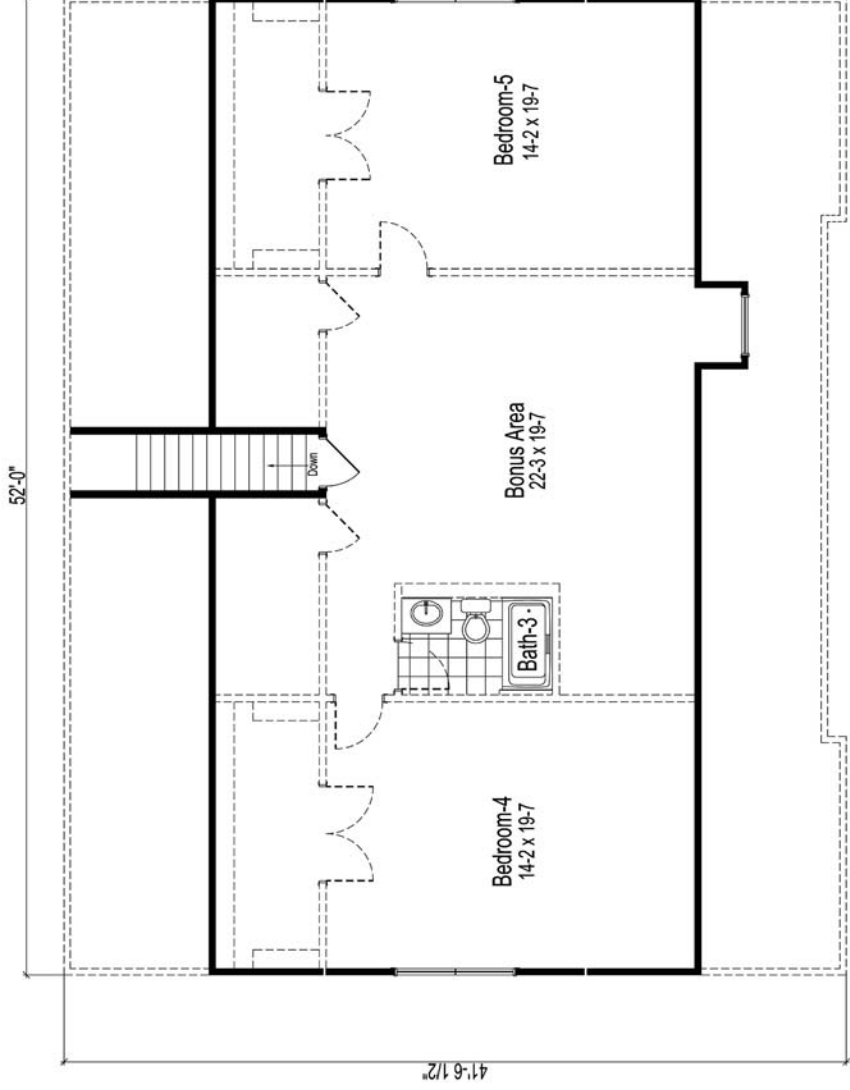 52'-0"
41'-6 1/2"
Down
Bedroom-4
14-2 x 19-7
Bath-3
Bonus Area
22-3 x 19-7
Bedroom-5
14-2 x 19-7